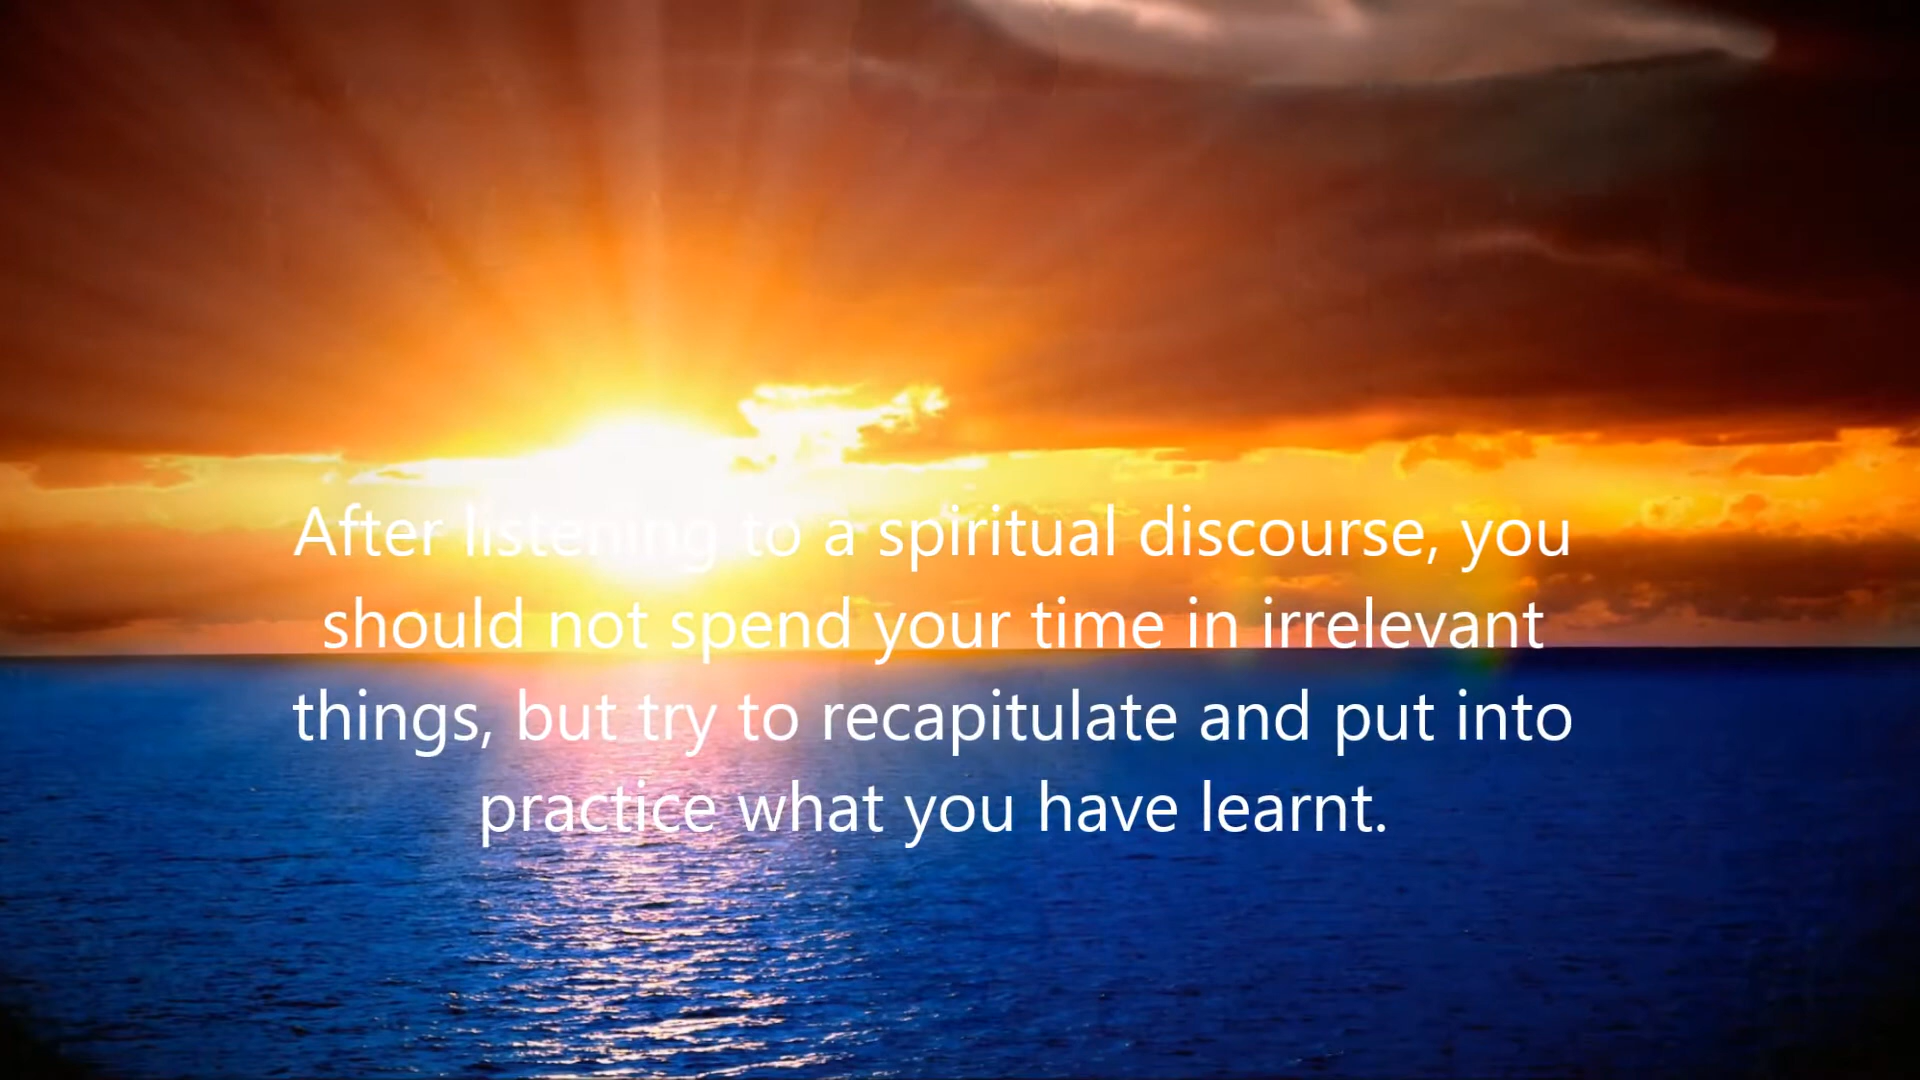 After listening to a spiritual discourse, you
should not spend your time in irrelevant
things, but try to recapitulate and put into
practice what you have learnt.